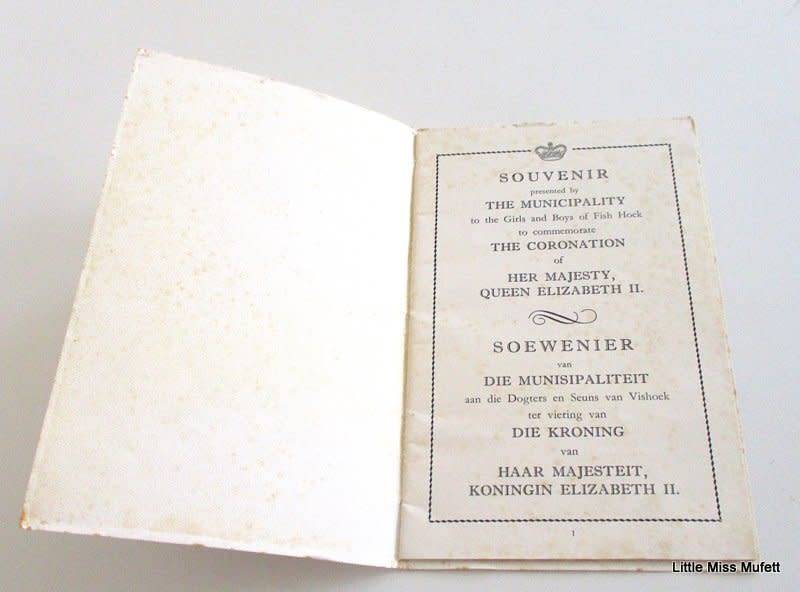 SOUVENIR
presented by
THE MUNICIPALITY
to the Girls and Boys of Fish Hoek
to commemorate
THE CORONATION
of
HER MAJESTY,
QUEEN ELIZABETH II.
SOEWENIER
van
DIE MUNISIPALITEIT
aan die Dogters en Seuns van Vishoek
ter viering van
DIE KRONING
van
HAAR MAJESTEIT,
KONINGIN ELIZABETH II.
1
Little Miss Mufett